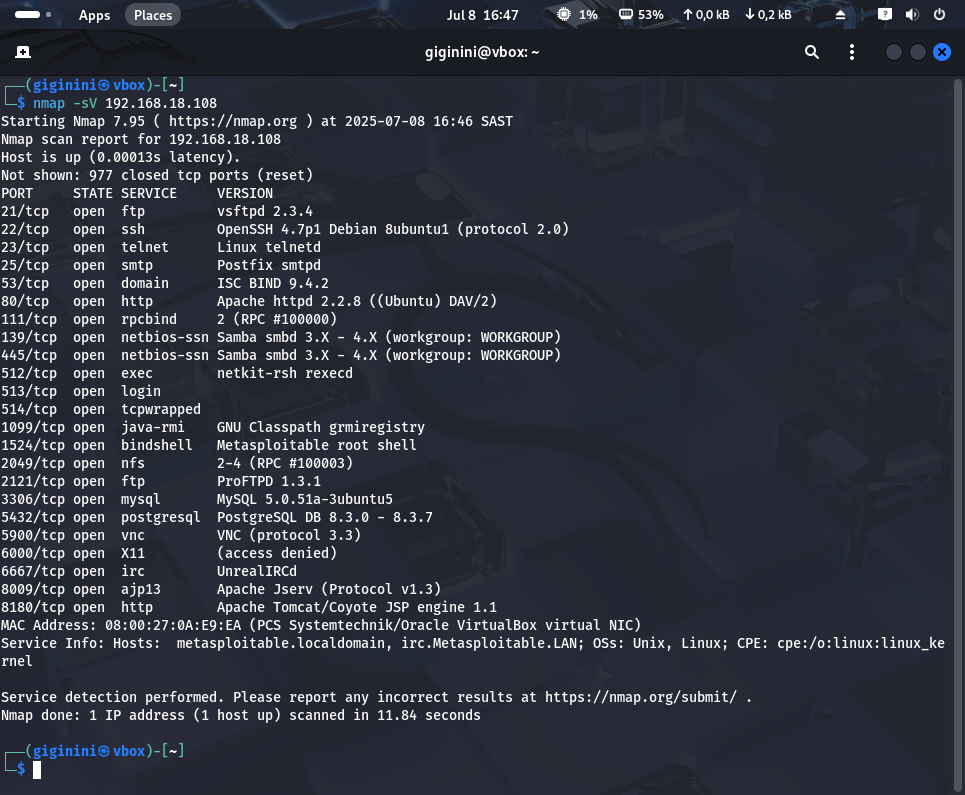 Apps Places Jul 8 16:47 1% 53% 0,0 kB 0,2 kB ?
giginini@vbox: ~
┌──(giginini㉿vbox)-[~]
└─$ nmap -sV 192.168.18.108
Starting Nmap 7.95 ( https://nmap.org ) at 2025-07-08 16:46 SAST
Nmap scan report for 192.168.18.108
Host is up (0.00013s latency).
Not shown: 977 closed tcp ports (reset)
PORT     STATE SERVICE     VERSION
21/tcp   open  ftp         vsftpd 2.3.4
22/tcp   open  ssh         OpenSSH 4.7p1 Debian 8ubuntu1 (protocol 2.0)
23/tcp   open  telnet      Linux telnetd
25/tcp   open  smtp        Postfix smtpd
53/tcp   open  domain      ISC BIND 9.4.2
80/tcp   open  http        Apache httpd 2.2.8 ((Ubuntu) DAV/2)
111/tcp  open  rpcbind     2 (RPC #100000)
139/tcp  open  netbios-ssn Samba smbd 3.X - 4.X (workgroup: WORKGROUP)
445/tcp  open  netbios-ssn Samba smbd 3.X - 4.X (workgroup: WORKGROUP)
512/tcp  open  exec        netkit-rsh rexecd
513/tcp  open  login
514/tcp  open  tcpwrapped
1099/tcp open  java-rmi    GNU Classpath grmiregistry
1524/tcp open  bindshell   Metasploitable root shell
2049/tcp open  nfs         2-4 (RPC #100003)
2121/tcp open  ftp         ProFTPD 1.3.1
3306/tcp open  mysql       MySQL 5.0.51a-3ubuntu5
5432/tcp open  postgresql  PostgreSQL DB 8.3.0 - 8.3.7
5900/tcp open  vnc         VNC (protocol 3.3)
6000/tcp open  X11         (access denied)
6667/tcp open  irc         UnrealIRCd
8009/tcp open  ajp13       Apache Jserv (Protocol v1.3)
8180/tcp open  http        Apache Tomcat/Coyote JSP engine 1.1
MAC Address: 08:00:27:0A:E9:EA (PCS Systemtechnik/Oracle VirtualBox virtual NIC)
Service Info: Hosts:  metasploitable.localdomain, irc.Metasploitable.LAN; OSs: Unix, Linux; CPE: cpe:/o:linux:linux_ke
rnel
Service detection performed. Please report any incorrect results at https://nmap.org/submit/ .
Nmap done: 1 IP address (1 host up) scanned in 11.84 seconds
┌──(giginini㉿vbox)-[~]
└─$